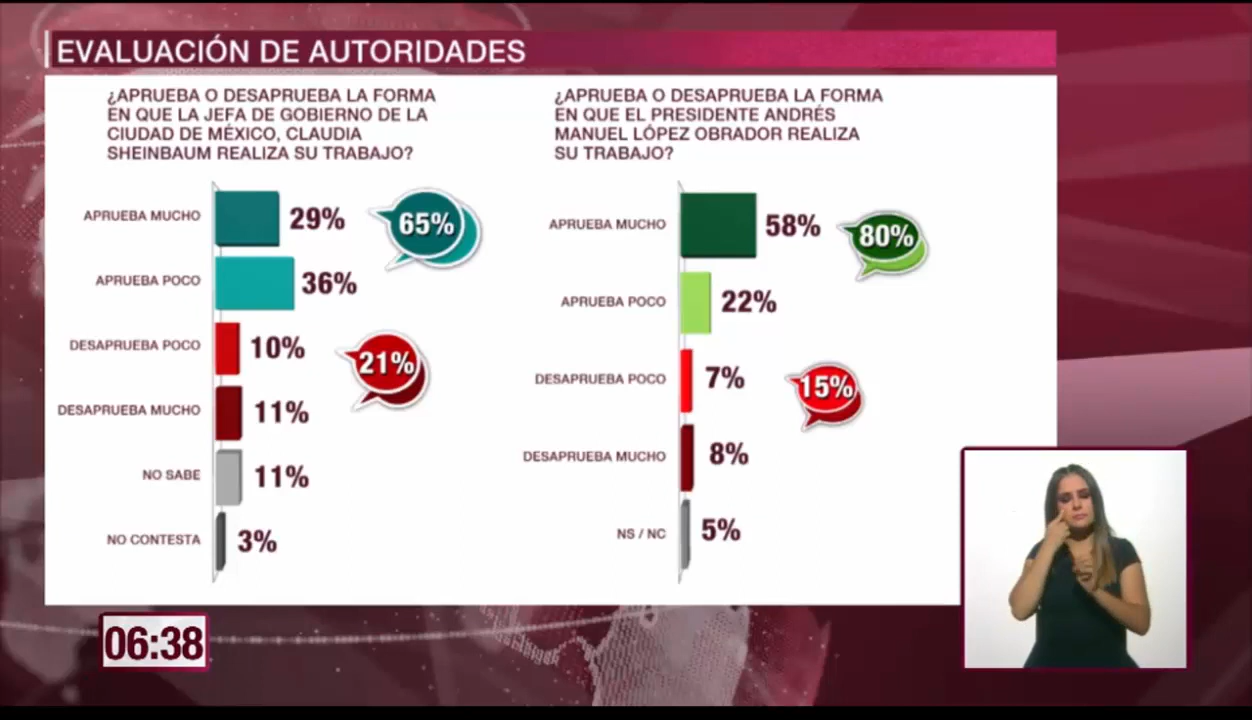 EVALUACIÓN DE AUTORIDADES
¿APRUEBA O DESAPRUEBA LA FORMA
EN QUE LA JEFA DE GOBIERNO DE LA
CIUDAD DE MÉXICO, CLAUDIA
SHEINBAUM REALIZA SU TRABAJO?
APRUEBA MUCHO 29% 65%
APRUEBA POCO 36%
DESAPRUEBA POCO 10% 21%
DESAPRUEBA MUCHO 11%
NO SABE 11%
NO CONTESTA 3%
¿APRUEBA O DESAPRUEBA LA FORMA
EN QUE EL PRESIDENTE ANDRÉS
MANUEL LÓPEZ OBRADOR REALIZA
SU TRABAJO?
APRUEBA MUCHO 58% 80%
APRUEBA POCO 22%
DESAPRUEBA POCO 7% 15%
DESAPRUEBA MUCHO 8%
NS / NC 5%
06:38